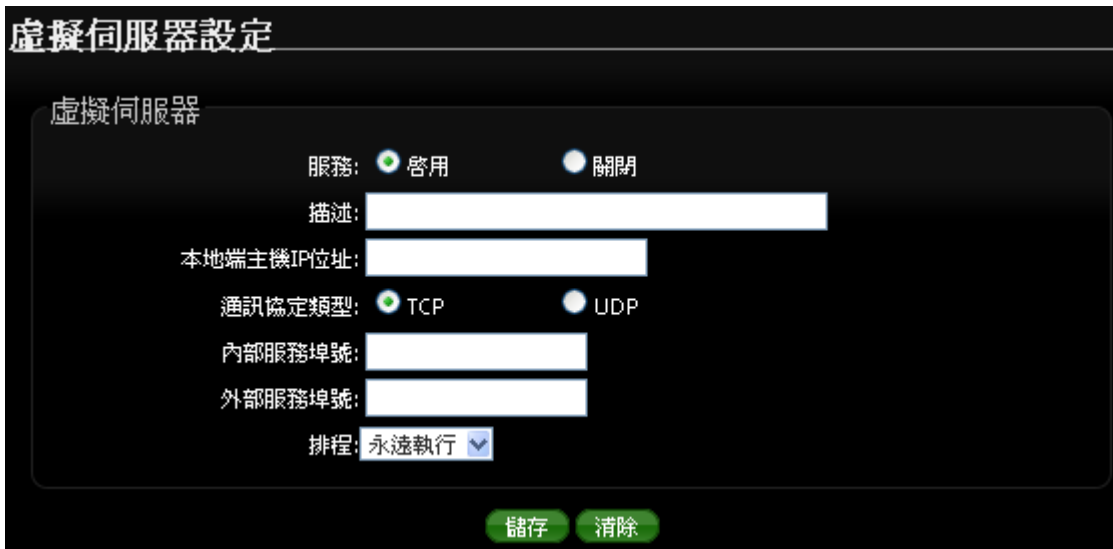 虛擬伺服器設定
虛擬伺服器
服務: 啓用 關閉
描述:
本地端主機IP位址:
通訊協定類型: TCP UDP
內部服務埠號:
外部服務埠號:
排程: 永遠執行
儲存 清除